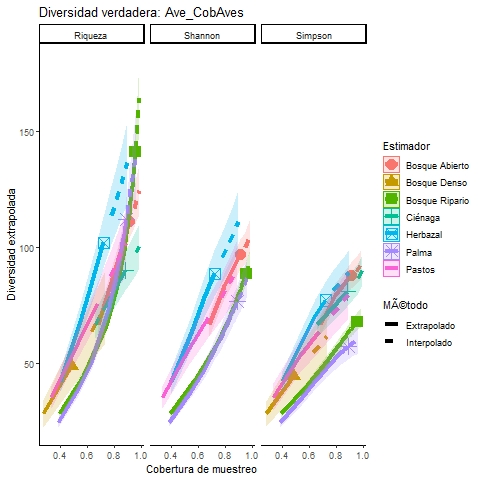 Diversidad verdadera: Ave_CobAves
Riqueza
Shannon
Simpson
Diversidad extrapolada
150
100
50
0.4 0.6 0.8 1.0
0.4 0.6 0.8 1.0
0.4 0.6 0.8 1.0
Cobertura de muestreo
Estimador
Bosque Abierto
Bosque Denso
Bosque Ripario
Ciénaga
Herbazal
Palma
Pastos
MÃ©todo
Extrapolado
Interpolado